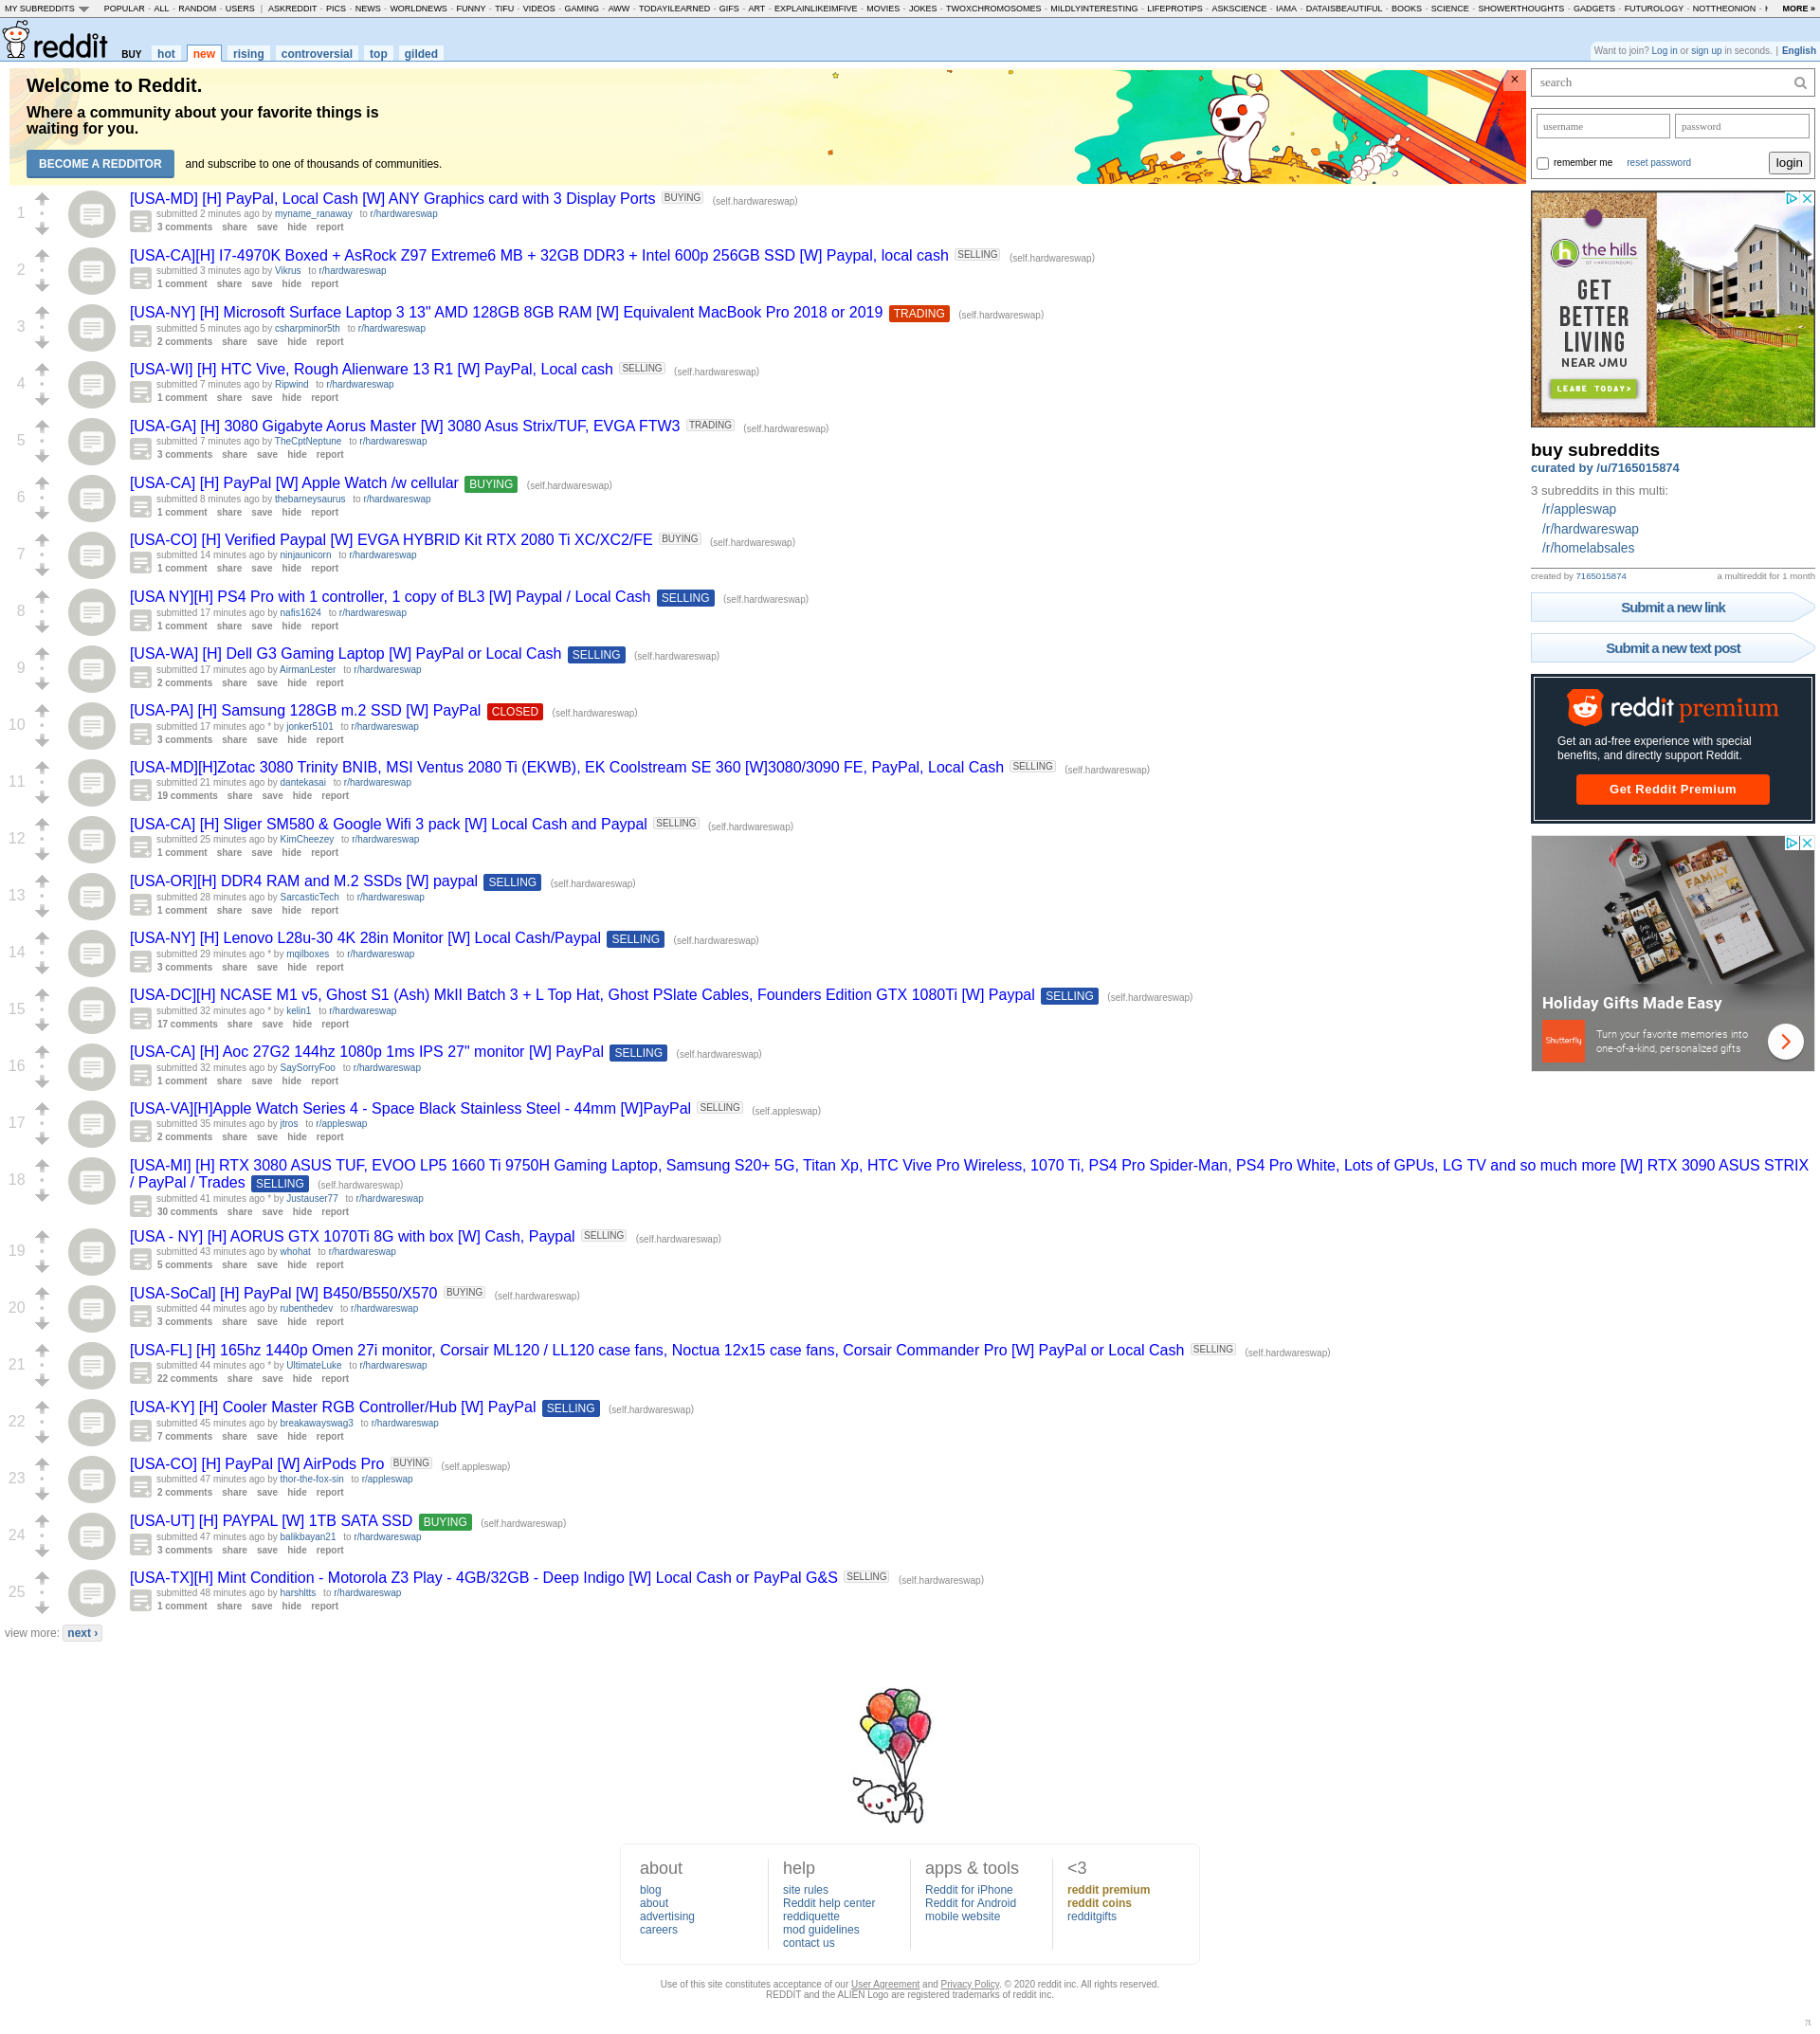 MY SUBREDDITS POPULAR - ALL - RANDOM - USERS | ASKREDDIT - PICS - NEWS - WORLDNEWS - FUNNY - TIFU - VIDEOS - GAMING - AWW - TODAYILEARNED - GIFS - ART - EXPLAINLIKEIMFIVE - MOVIES - JOKES - TWOXCHROMOSOMES - MILDLYINTERESTING - LIFEPROTIPS - ASKSCIENCE - IAMA - DATAISBEAUTIFUL - BOOKS - SCIENCE - SHOWERTHOUGHTS - GADGETS - FUTUROLOGY - NOTTHEONION - MORE »
reddit BUY hot new rising controversial top gilded
Want to join? Log in or sign up in seconds. | English
Welcome to Reddit.
Where a community about your favorite things is
waiting for you.
BECOME A REDDITOR and subscribe to one of thousands of communities.
1
[USA-MD] [H] PayPal, Local Cash [W] ANY Graphics card with 3 Display Ports BUYING (self.hardwareswap)
submitted 2 minutes ago by myname_ranaway to r/hardwareswap
3 comments share save hide report
2
[USA-CA][H] I7-4970K Boxed + AsRock Z97 Extreme6 MB + 32GB DDR3 + Intel 600p 256GB SSD [W] Paypal, local cash SELLING (self.hardwareswap)
submitted 3 minutes ago by Vikrus to r/hardwareswap
1 comment share save hide report
3
[USA-NY] [H] Microsoft Surface Laptop 3 13" AMD 128GB 8GB RAM [W] Equivalent MacBook Pro 2018 or 2019 TRADING (self.hardwareswap)
submitted 5 minutes ago by csharpminor5th to r/hardwareswap
2 comments share save hide report
4
[USA-WI] [H] HTC Vive, Rough Alienware 13 R1 [W] PayPal, Local cash SELLING (self.hardwareswap)
submitted 7 minutes ago by Ripwind to r/hardwareswap
1 comment share save hide report
5
[USA-GA] [H] 3080 Gigabyte Aorus Master [W] 3080 Asus Strix/TUF, EVGA FTW3 TRADING (self.hardwareswap)
submitted 7 minutes ago by TheCptNeptune to r/hardwareswap
3 comments share save hide report
6
[USA-CA] [H] PayPal [W] Apple Watch /w cellular BUYING (self.hardwareswap)
submitted 8 minutes ago by thebarneysaurus to r/hardwareswap
1 comment share save hide report
7
[USA-CO] [H] Verified Paypal [W] EVGA HYBRID Kit RTX 2080 Ti XC/XC2/FE BUYING (self.hardwareswap)
submitted 14 minutes ago by ninjaunicorn to r/hardwareswap
1 comment share save hide report
8
[USA NY][H] PS4 Pro with 1 controller, 1 copy of BL3 [W] Paypal / Local Cash SELLING (self.hardwareswap)
submitted 17 minutes ago by nafis1624 to r/hardwareswap
1 comment share save hide report
9
[USA-WA] [H] Dell G3 Gaming Laptop [W] PayPal or Local Cash SELLING (self.hardwareswap)
submitted 17 minutes ago by AirmanLester to r/hardwareswap
2 comments share save hide report
10
[USA-PA] [H] Samsung 128GB m.2 SSD [W] PayPal CLOSED (self.hardwareswap)
submitted 17 minutes ago * by jonker5101 to r/hardwareswap
3 comments share save hide report
11
[USA-MD][H]Zotac 3080 Trinity BNIB, MSI Ventus 2080 Ti (EKWB), EK Coolstream SE 360 [W]3080/3090 FE, PayPal, Local Cash SELLING (self.hardwareswap)
submitted 21 minutes ago by dantekasai to r/hardwareswap
19 comments share save hide report
12
[USA-CA] [H] Sliger SM580 & Google Wifi 3 pack [W] Local Cash and Paypal SELLING (self.hardwareswap)
submitted 25 minutes ago by KimCheezey to r/hardwareswap
1 comment share save hide report
13
[USA-OR][H] DDR4 RAM and M.2 SSDs [W] paypal SELLING (self.hardwareswap)
submitted 28 minutes ago by SarcasticTech to r/hardwareswap
1 comment share save hide report
14
[USA-NY] [H] Lenovo L28u-30 4K 28in Monitor [W] Local Cash/Paypal SELLING (self.hardwareswap)
submitted 29 minutes ago * by mqilboxes to r/hardwareswap
3 comments share save hide report
15
[USA-DC][H] NCASE M1 v5, Ghost S1 (Ash) MkII Batch 3 + L Top Hat, Ghost PSlate Cables, Founders Edition GTX 1080Ti [W] Paypal SELLING (self.hardwareswap)
submitted 32 minutes ago * by kelin1 to r/hardwareswap
17 comments share save hide report
16
[USA-CA] [H] Aoc 27G2 144hz 1080p 1ms IPS 27" monitor [W] PayPal SELLING (self.hardwareswap)
submitted 32 minutes ago by SaySorryFoo to r/hardwareswap
1 comment share save hide report
17
[USA-VA][H]Apple Watch Series 4 - Space Black Stainless Steel - 44mm [W]PayPal SELLING (self.appleswap)
submitted 35 minutes ago by jtros to r/appleswap
2 comments share save hide report
18
[USA-MI] [H] RTX 3080 ASUS TUF, EVOO LP5 1660 Ti 9750H Gaming Laptop, Samsung S20+ 5G, Titan Xp, HTC Vive Pro Wireless, 1070 Ti, PS4 Pro Spider-Man, PS4 Pro White, Lots of GPUs, LG TV and so much more [W] RTX 3090 ASUS STRIX
/ PayPal / Trades SELLING (self.hardwareswap)
submitted 41 minutes ago * by Justauser77 to r/hardwareswap
30 comments share save hide report
19
[USA - NY] [H] AORUS GTX 1070Ti 8G with box [W] Cash, Paypal SELLING (self.hardwareswap)
submitted 43 minutes ago by whohat to r/hardwareswap
5 comments share save hide report
20
[USA-SoCal] [H] PayPal [W] B450/B550/X570 BUYING (self.hardwareswap)
submitted 44 minutes ago by rubenthedev to r/hardwareswap
3 comments share save hide report
21
[USA-FL] [H] 165hz 1440p Omen 27i monitor, Corsair ML120 / LL120 case fans, Noctua 12x15 case fans, Corsair Commander Pro [W] PayPal or Local Cash SELLING (self.hardwareswap)
submitted 44 minutes ago * by UltimateLuke to r/hardwareswap
22 comments share save hide report
22
[USA-KY] [H] Cooler Master RGB Controller/Hub [W] PayPal SELLING (self.hardwareswap)
submitted 45 minutes ago by breakawayswag3 to r/hardwareswap
7 comments share save hide report
23
[USA-CO] [H] PayPal [W] AirPods Pro BUYING (self.appleswap)
submitted 47 minutes ago by thor-the-fox-sin to r/appleswap
2 comments share save hide report
24
[USA-UT] [H] PAYPAL [W] 1TB SATA SSD BUYING (self.hardwareswap)
submitted 47 minutes ago by balikbayan21 to r/hardwareswap
3 comments share save hide report
25
[USA-TX][H] Mint Condition - Motorola Z3 Play - 4GB/32GB - Deep Indigo [W] Local Cash or PayPal G&S SELLING (self.hardwareswap)
submitted 48 minutes ago by harshltts to r/hardwareswap
1 comment share save hide report
view more: next ›
search
username password
remember me reset password login
the hills
OF HARRISONBURG
GET
BETTER
LIVING
NEAR JMU
LEASE TODAY>
buy subreddits
curated by /u/7165015874
3 subreddits in this multi:
/r/appleswap
/r/hardwareswap
/r/homelabsales
created by 7165015874 a multireddit for 1 month
Submit a new link
Submit a new text post
reddit premium
Get an ad-free experience with special
benefits, and directly support Reddit.
Get Reddit Premium
FAMILY
Holiday Gifts Made Easy
Shutterfly
Turn your favorite memories into
one-of-a-kind, personalized gifts
about
blog
about
advertising
careers
help
site rules
Reddit help center
reddiquette
mod guidelines
contact us
apps & tools
Reddit for iPhone
Reddit for Android
mobile website
<3
reddit premium
reddit coins
redditgifts
Use of this site constitutes acceptance of our User Agreement and Privacy Policy. © 2020 reddit inc. All rights reserved.
REDDIT and the ALIEN Logo are registered trademarks of reddit inc.
π